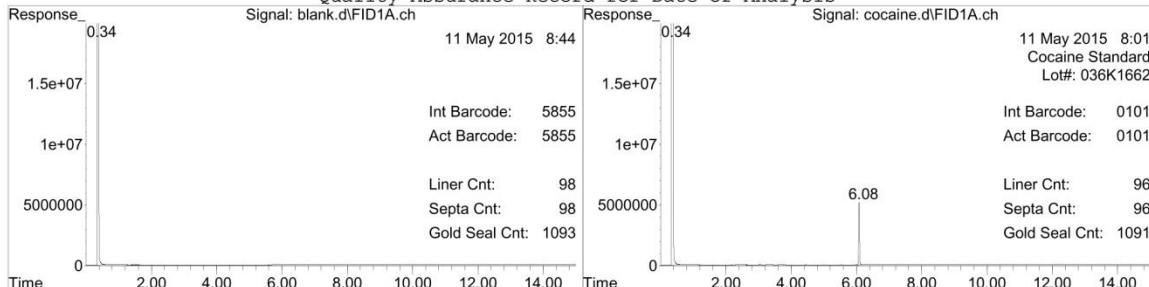 Quality Assurance Record for Date of Analysis
Response_ Signal: blank.d\FID1A.ch
0.34
11 May 2015 8:44
1.5e+07
Int Barcode: 5855
1e+07
Act Barcode: 5855
Liner Cnt: 98
5000000
Septa Cnt: 98
Gold Seal Cnt: 1093
0
Time 2.00 4.00 6.00 8.00 10.00 12.00 14.00
Response_ Signal: cocaine.d\FID1A.ch
0.34
11 May 2015 8:01
Cocaine Standard
Lot#: 036K1662
1.5e+07
Int Barcode: 0101
1e+07
Act Barcode: 0101
Liner Cnt: 96
6.08
5000000
Septa Cnt: 96
Gold Seal Cnt: 1091
0
Time 2.00 4.00 6.00 8.00 10.00 12.00 14.00